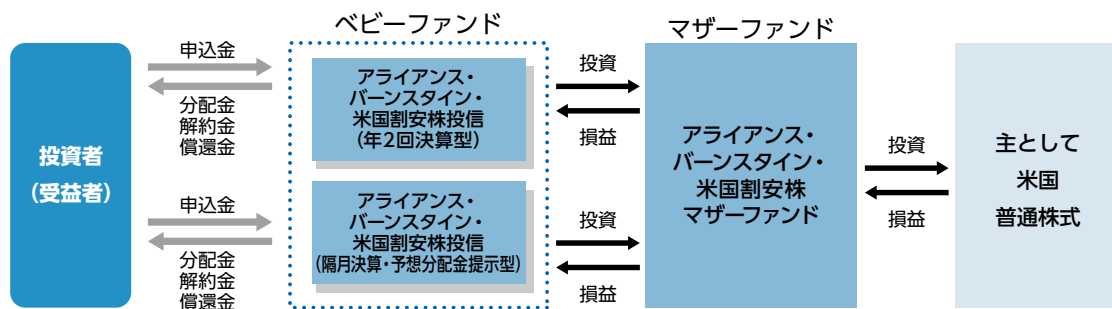 ベビーファンド
マザーファンド
投資者
(受益者)
申込金
分配金
解約金
償還金
アライアンス・
バーンスタイン・
米国割安株投信
(年2回決算型)
投資
損益
申込金
分配金
解約金
償還金
アライアンス・
バーンスタイン・
米国割安株投信
(隔月決算・予想分配金提示型)
投資
損益
アライアンス・
バーンスタイン・
米国割安株
マザーファンド
投資
損益
主として
米国
普通株式